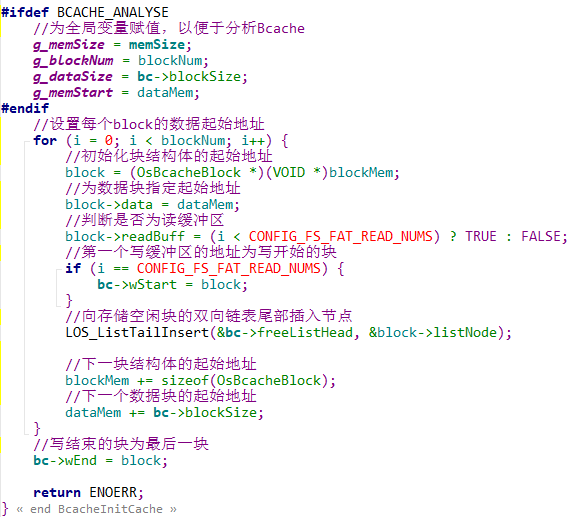 #ifdef BCACHE_ANALYSE
//为全局变量赋值，以便于分析Bcache
g_memSize = memSize;
g_blockNum = blockNum;
g_dataSize = bc->blockSize;
g_memStart = dataMem;
#endif
//设置每个block的数据起始地址
for (i = 0; i < blockNum; i++) {
//初始化块结构体的起始地址
block = (OsBcacheBlock *)(VOID *)blockMem;
//为数据块指定起始地址
block->data = dataMem;
//判断是否为读缓冲区
block->readBuff = (i < CONFIG_FS_FAT_READ_NUMS) ? TRUE : FALSE;
//第一个写缓冲区的地址为写开始的块
if (i == CONFIG_FS_FAT_READ_NUMS) {
bc->wStart = block;
}
//向存储空闲块的双向链表尾部插入节点
LOS_ListTailInsert(&bc->freeListHead, &block->listNode);
//下一块结构体的起始地址
blockMem += sizeof(OsBcacheBlock);
//下一个数据块的起始地址
dataMem += bc->blockSize;
}
//写结束的块为最后一块
bc->wEnd = block;
return ENOERR;
} « end BcacheInitCache »